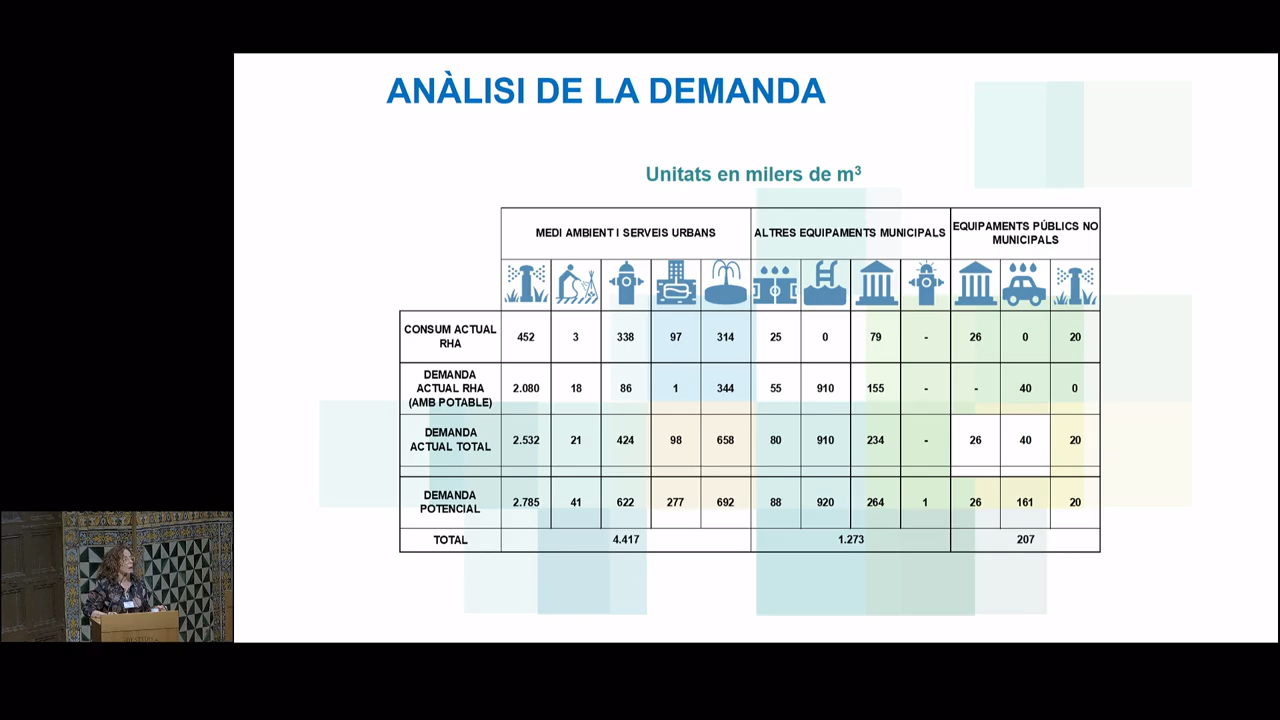 ANÀLISI DE LA DEMANDA
Unitats en milers de m³
MEDI AMBIENT I SERVEIS URBANS
ALTRES EQUIPAMENTS MUNICIPALS
EQUIPAMENTS PÚBLICS NO
MUNICIPALS
CONSUM ACTUAL
RHA
452 3 338 97 314 25 0 79 - 26 0 20
DEMANDA
ACTUAL RHA
(AMB POTABLE)
2.080 18 86 1 344 55 910 155 - - 40 0
DEMANDA
ACTUAL TOTAL
2.532 21 424 98 658 80 910 234 - 26 40 20
DEMANDA
POTENCIAL
2.785 41 622 277 692 88 920 264 1 26 161 20
TOTAL 4.417 1.273 207